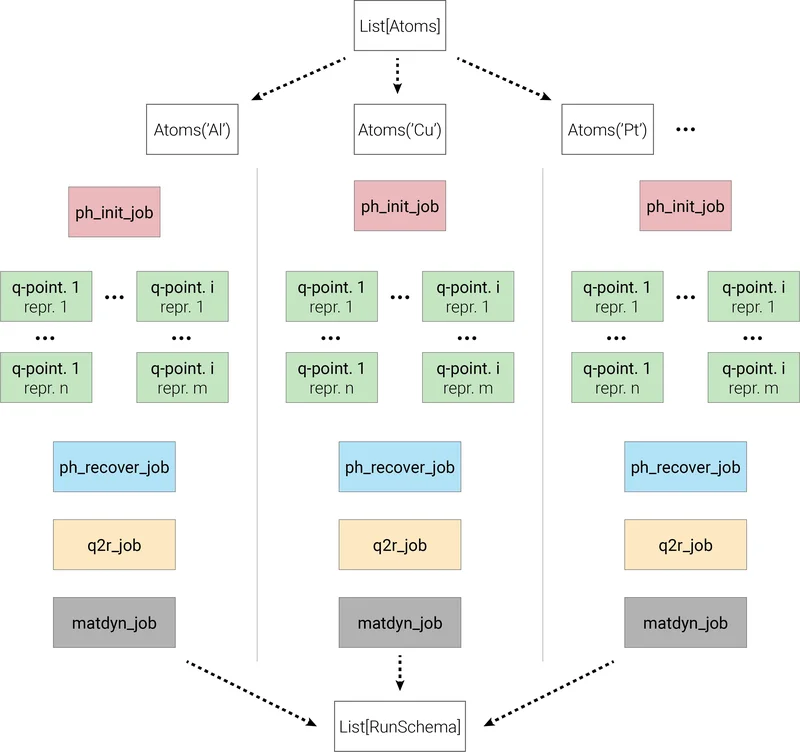 List[Atoms]
Atoms('Al')
Atoms('Cu')
Atoms('Pt')
...
ph_init_job
ph_init_job
ph_init_job
q-point. 1
repr. 1
...
q-point. i
repr. 1
q-point. 1
repr. 1
...
q-point. i
repr. 1
q-point. 1
repr. 1
...
q-point. i
repr. 1
...
...
...
...
...
...
q-point. 1
repr. n
q-point. i
repr. m
q-point. 1
repr. n
q-point. i
repr. m
q-point. 1
repr. n
q-point. i
repr. m
ph_recover_job
ph_recover_job
ph_recover_job
q2r_job
q2r_job
q2r_job
matdyn_job
matdyn_job
matdyn_job
List[RunSchema]